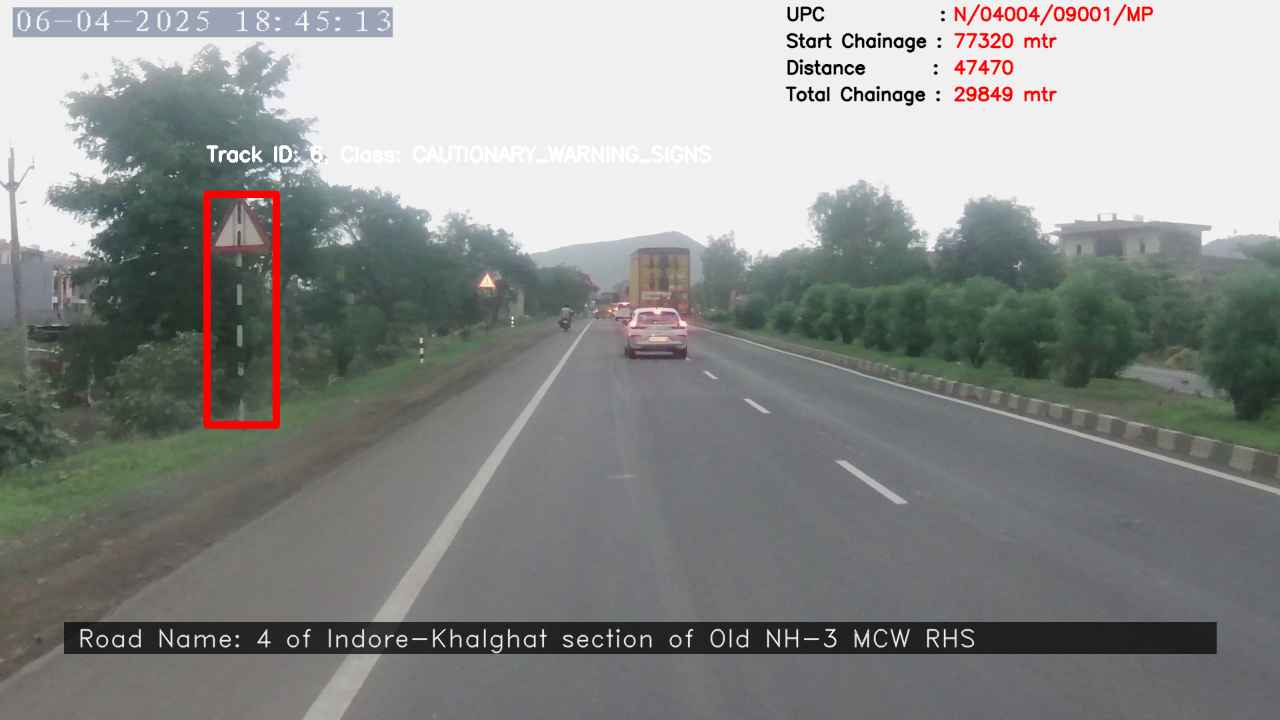 06-04-2025 18:45:13
UPC : N/04004/09001/MP
Start Chainage : 77320 mtr
Distance : 47470
Total Chainage : 29849 mtr
Track ID: 6, Class: CAUTIONARY_WARNING_SIGNS
Road Name: 4 of Indore-Khalghat section of Old NH-3 MCW RHS